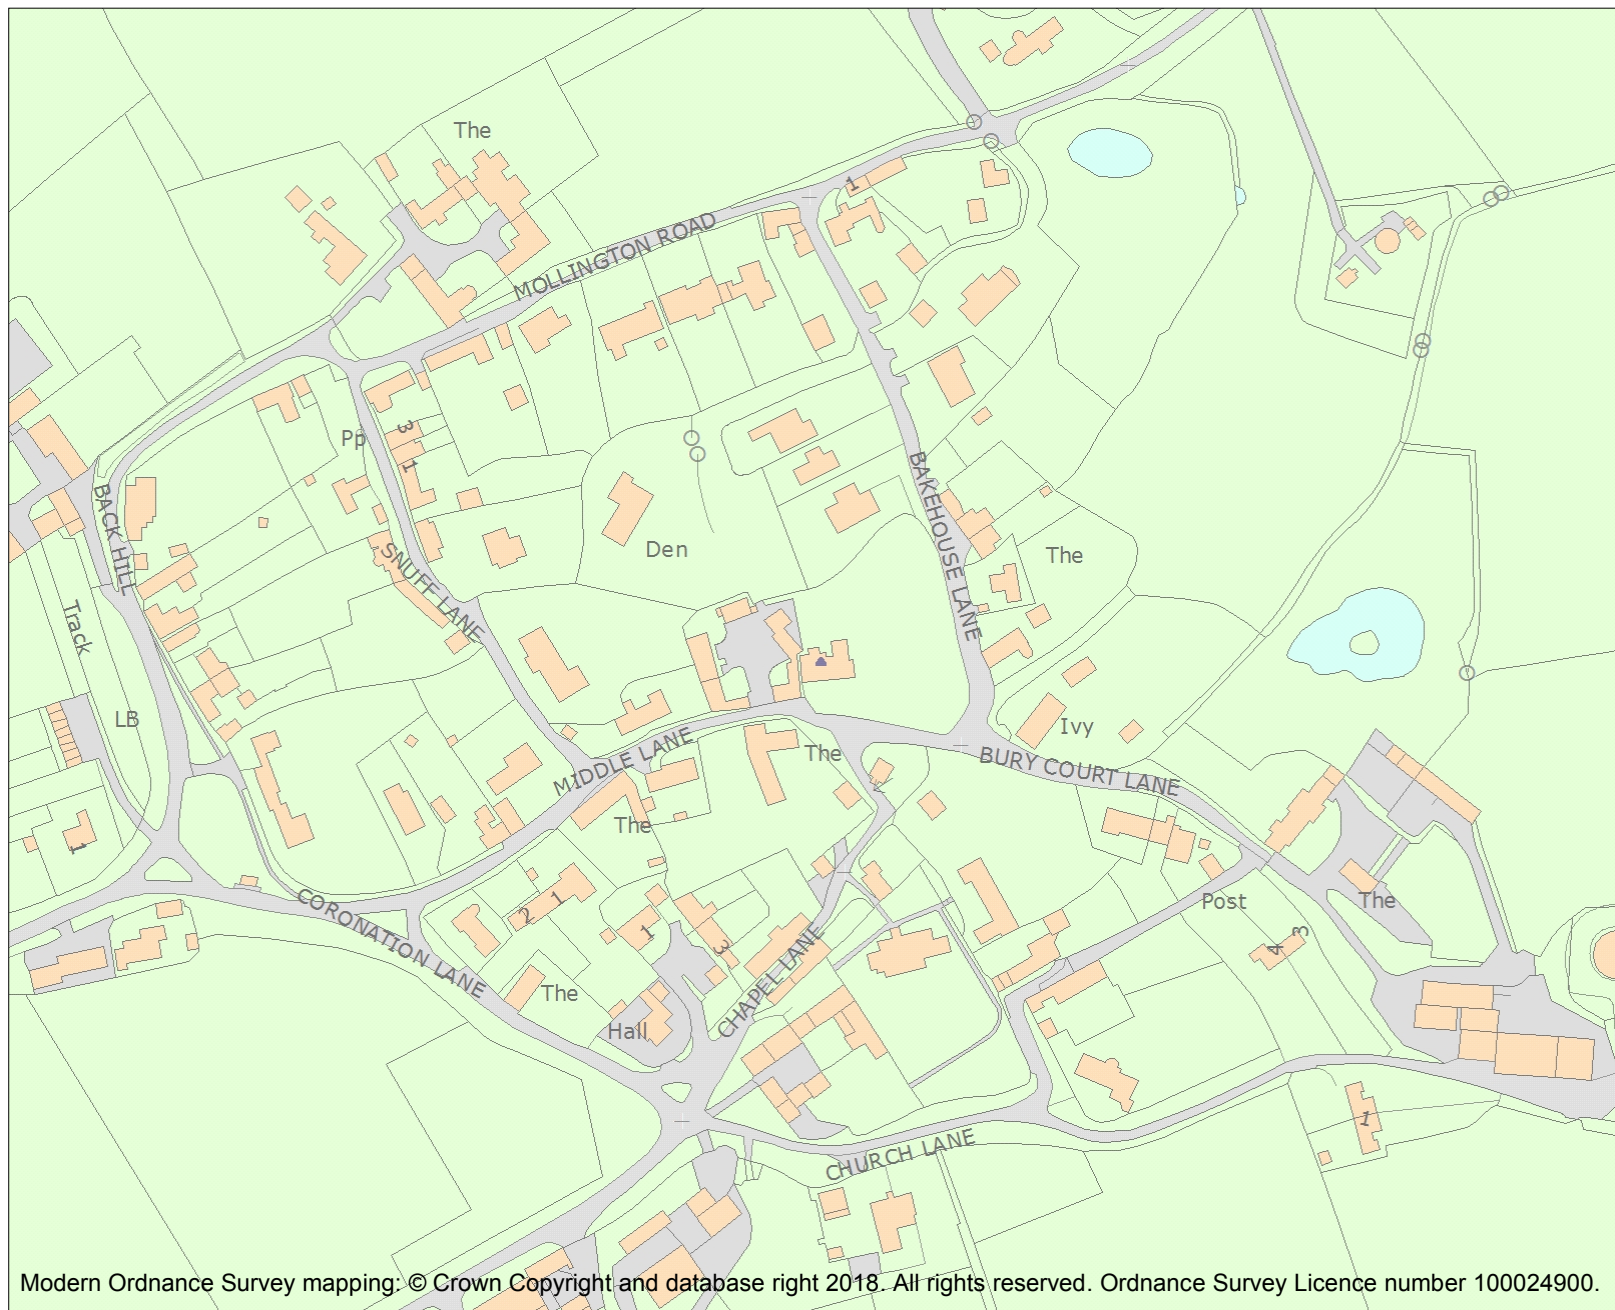 The
1
MOLLINGTON ROAD
3
Pp
1
BAKEHOUSE LANE
BACK HILL
Den
The
SNUFF LANE
Track
LB
Ivy
MIDDLE LANE
The
BURY COURT LANE
2
The
1
CORONATION LANE
2 1
1
3
Post
The
4 3
CHAPEL LANE
The
Hall
1
CHURCH LANE
Modern Ordnance Survey mapping: © Crown Copyright and database right 2018. All rights reserved. Ordnance Survey Licence number 100024900.